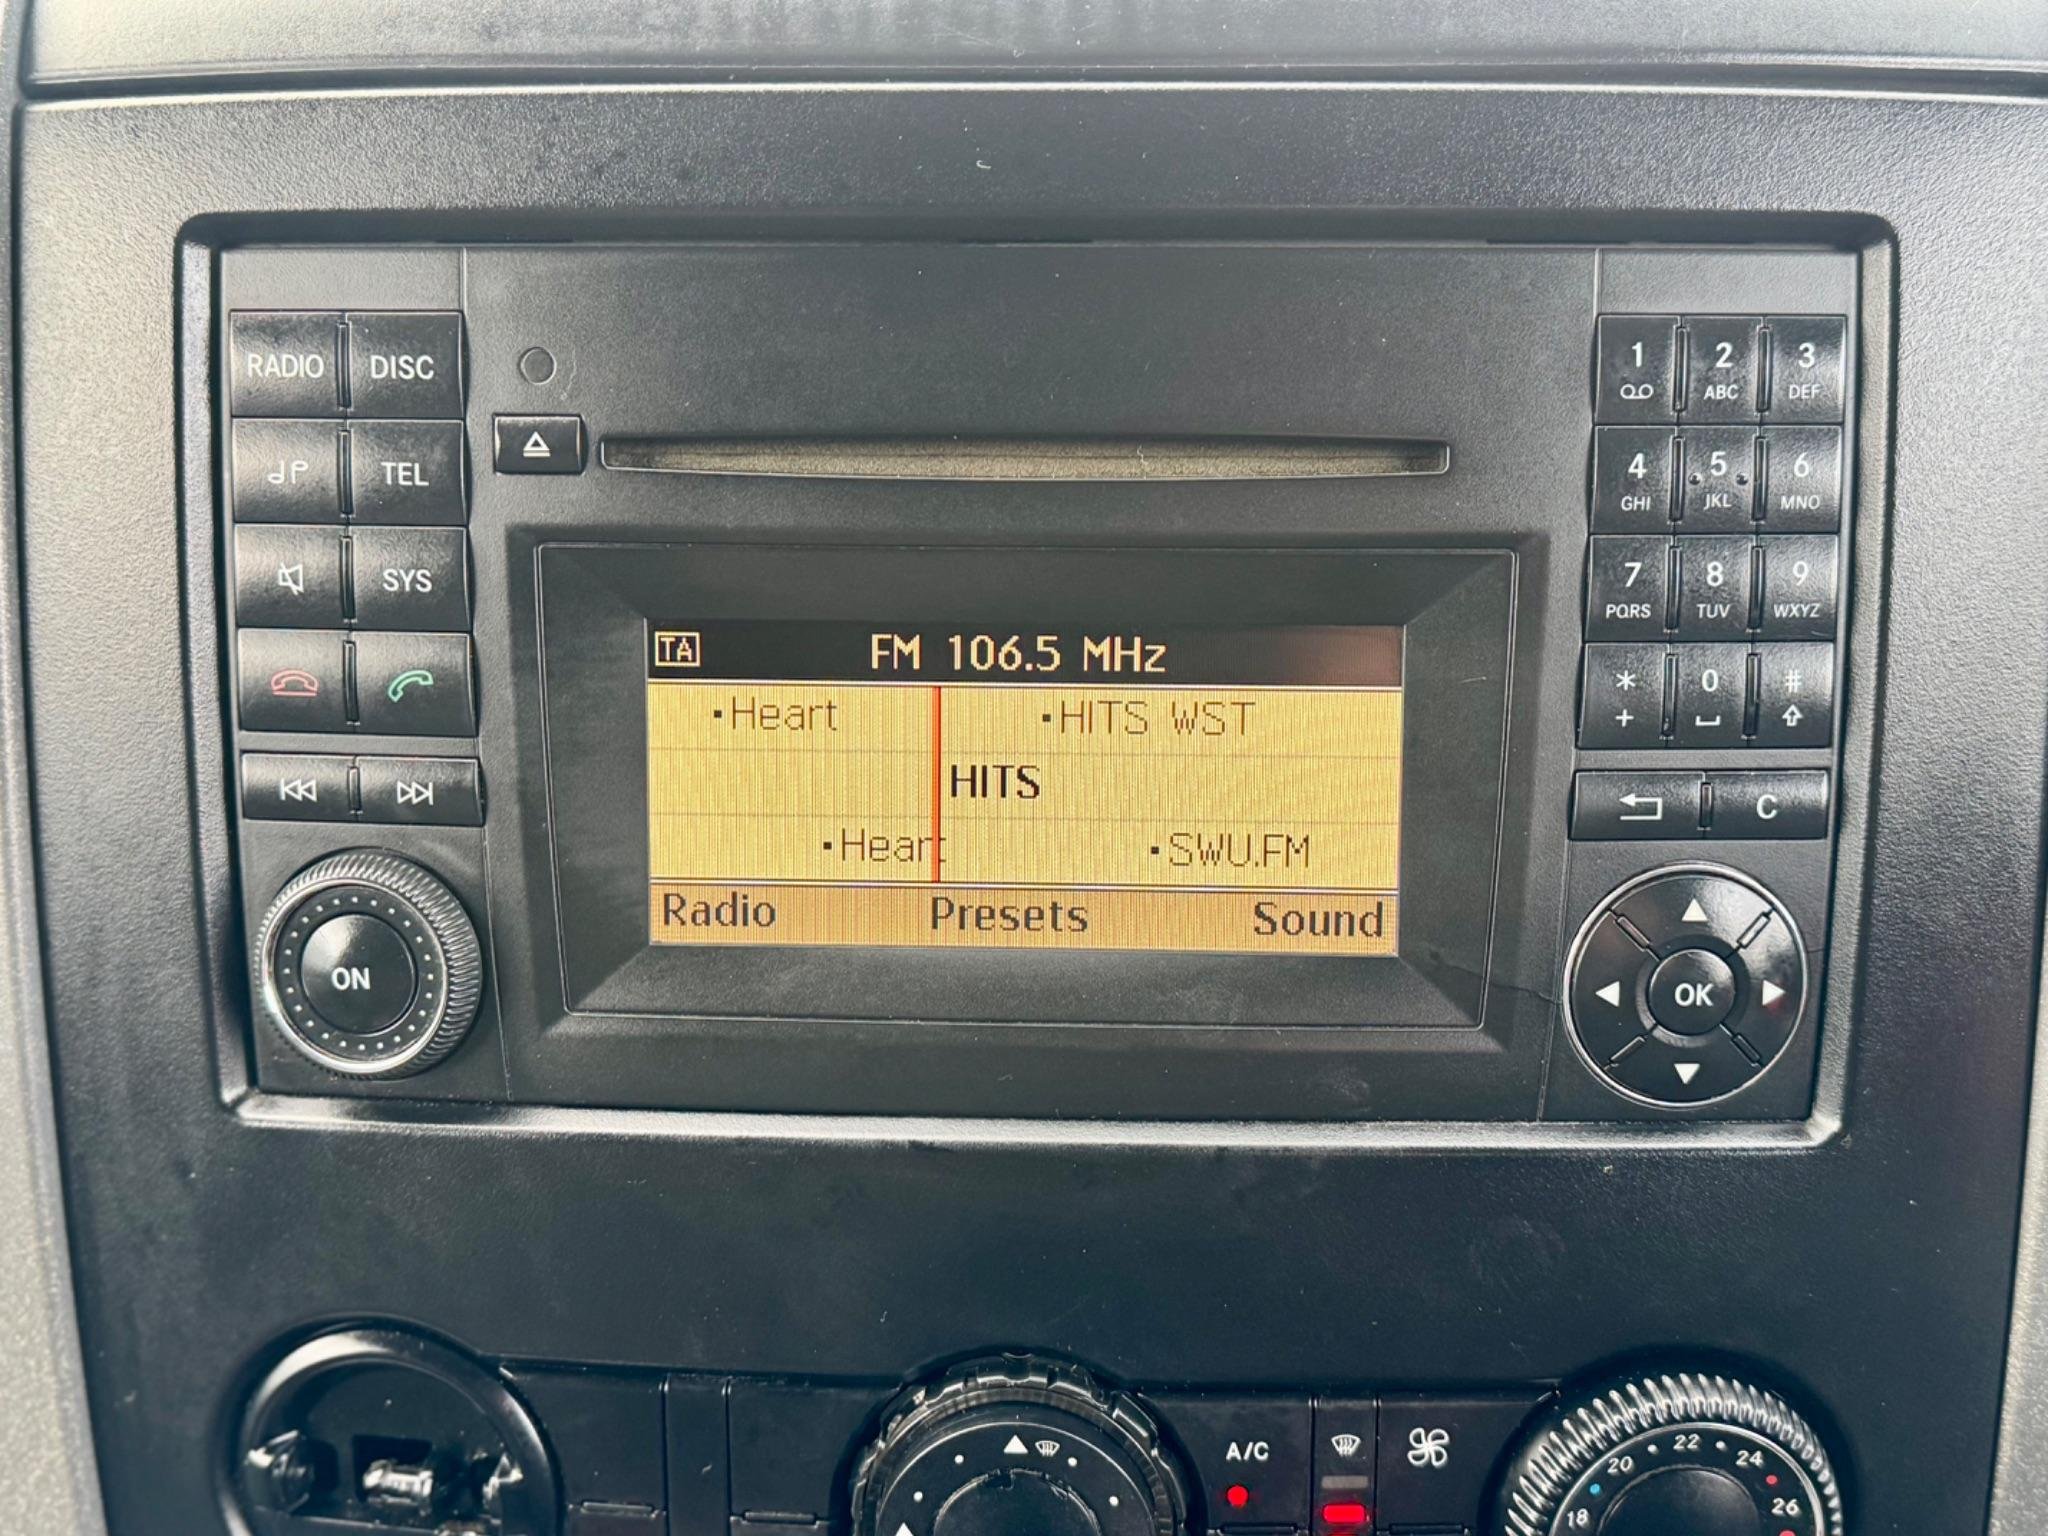 RADIO DISC
TEL
SYS
ON
TA FM 106.5 MHz
Heart HITS WST
HITS
Heart SWU.FM
Radio Presets Sound
1 2 3
ABC DEF
4 5 6
GHI JKL MNO
7 8 9
PQRS TUV WXYZ
* 0 #
+
C
OK
A/C
18 20 22 24 26